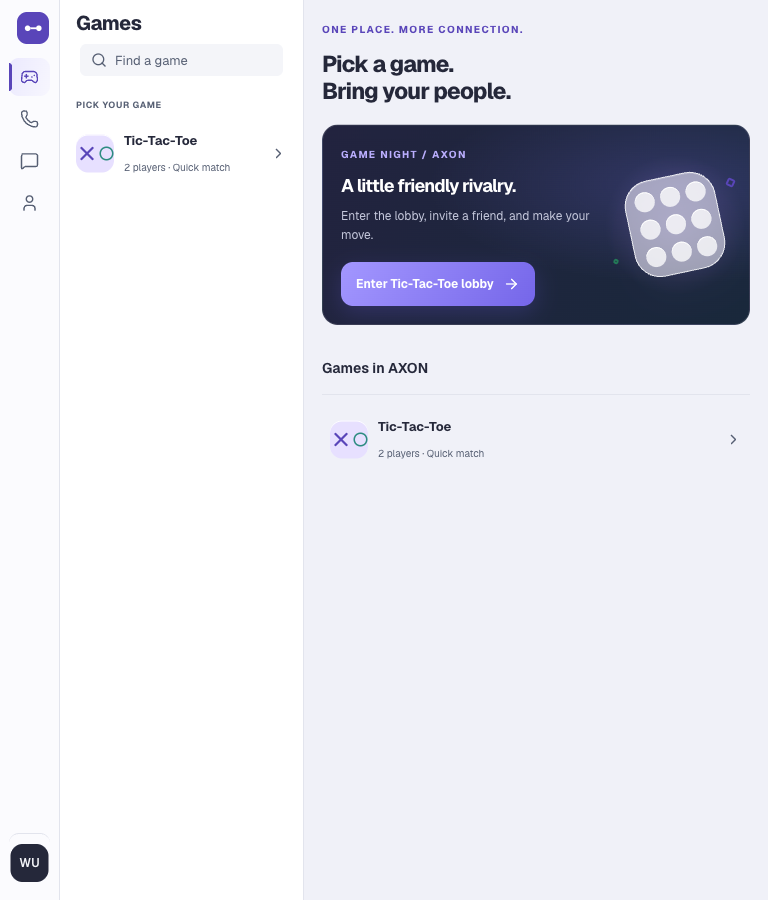 Games
Find a game
PICK YOUR GAME
Tic-Tac-Toe
2 players · Quick match
WU
ONE PLACE. MORE CONNECTION.
Pick a game.
Bring your people.
GAME NIGHT / AXON
A little friendly rivalry.
Enter the lobby, invite a friend, and make your
move.
Enter Tic-Tac-Toe lobby
Games in AXON
Tic-Tac-Toe
2 players · Quick match